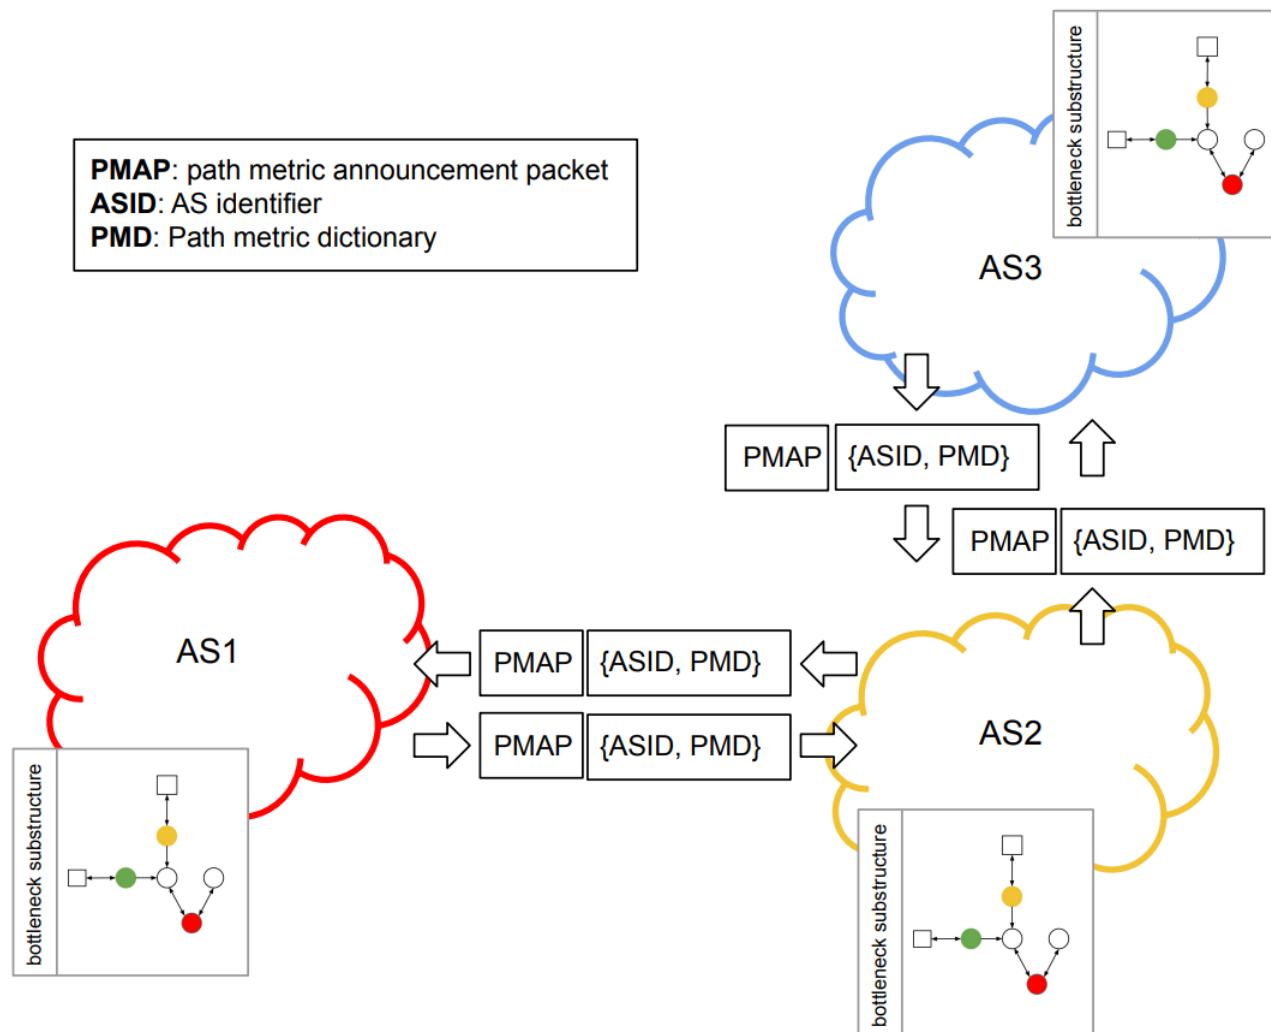 bottleneck substructure
PMAP: path metric announcement packet
ASID: AS identifier
PMD: Path metric dictionary
AS3
PMAP {ASID, PMD}
PMAP {ASID, PMD}
AS1
PMAP {ASID, PMD}
PMAP {ASID, PMD}
AS2
bottleneck substructure
bottleneck substructure